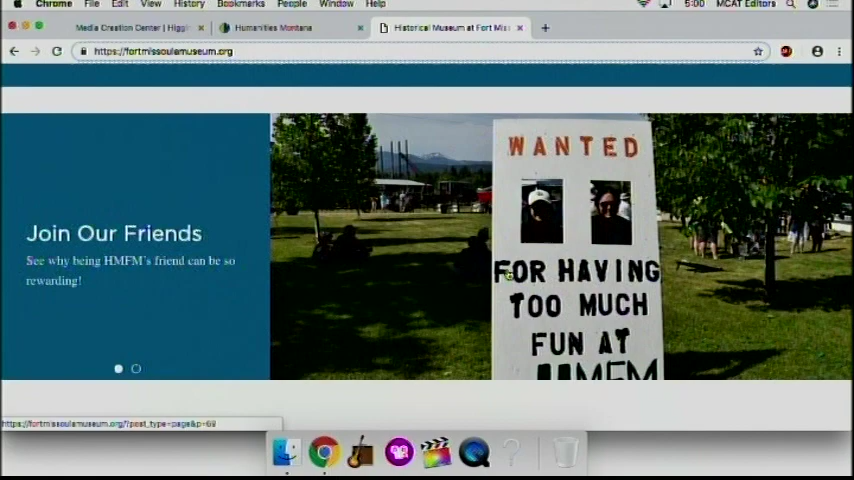 Chrome File Edit View History Bookmarks People Window Help 5:00 MCAT Editors
Media Creation Center | Higgi Humanities Montana Historical Museum at Fort Mis
https://fortmissoulamuseum.org
WANTED
Join Our Friends
See why being HMFM's friend can be so
rewarding!
FOR HAVING
TOO MUCH
FUN AT
HMFM
https://fortmissoulamuseum.org/?post_type=page&p=69